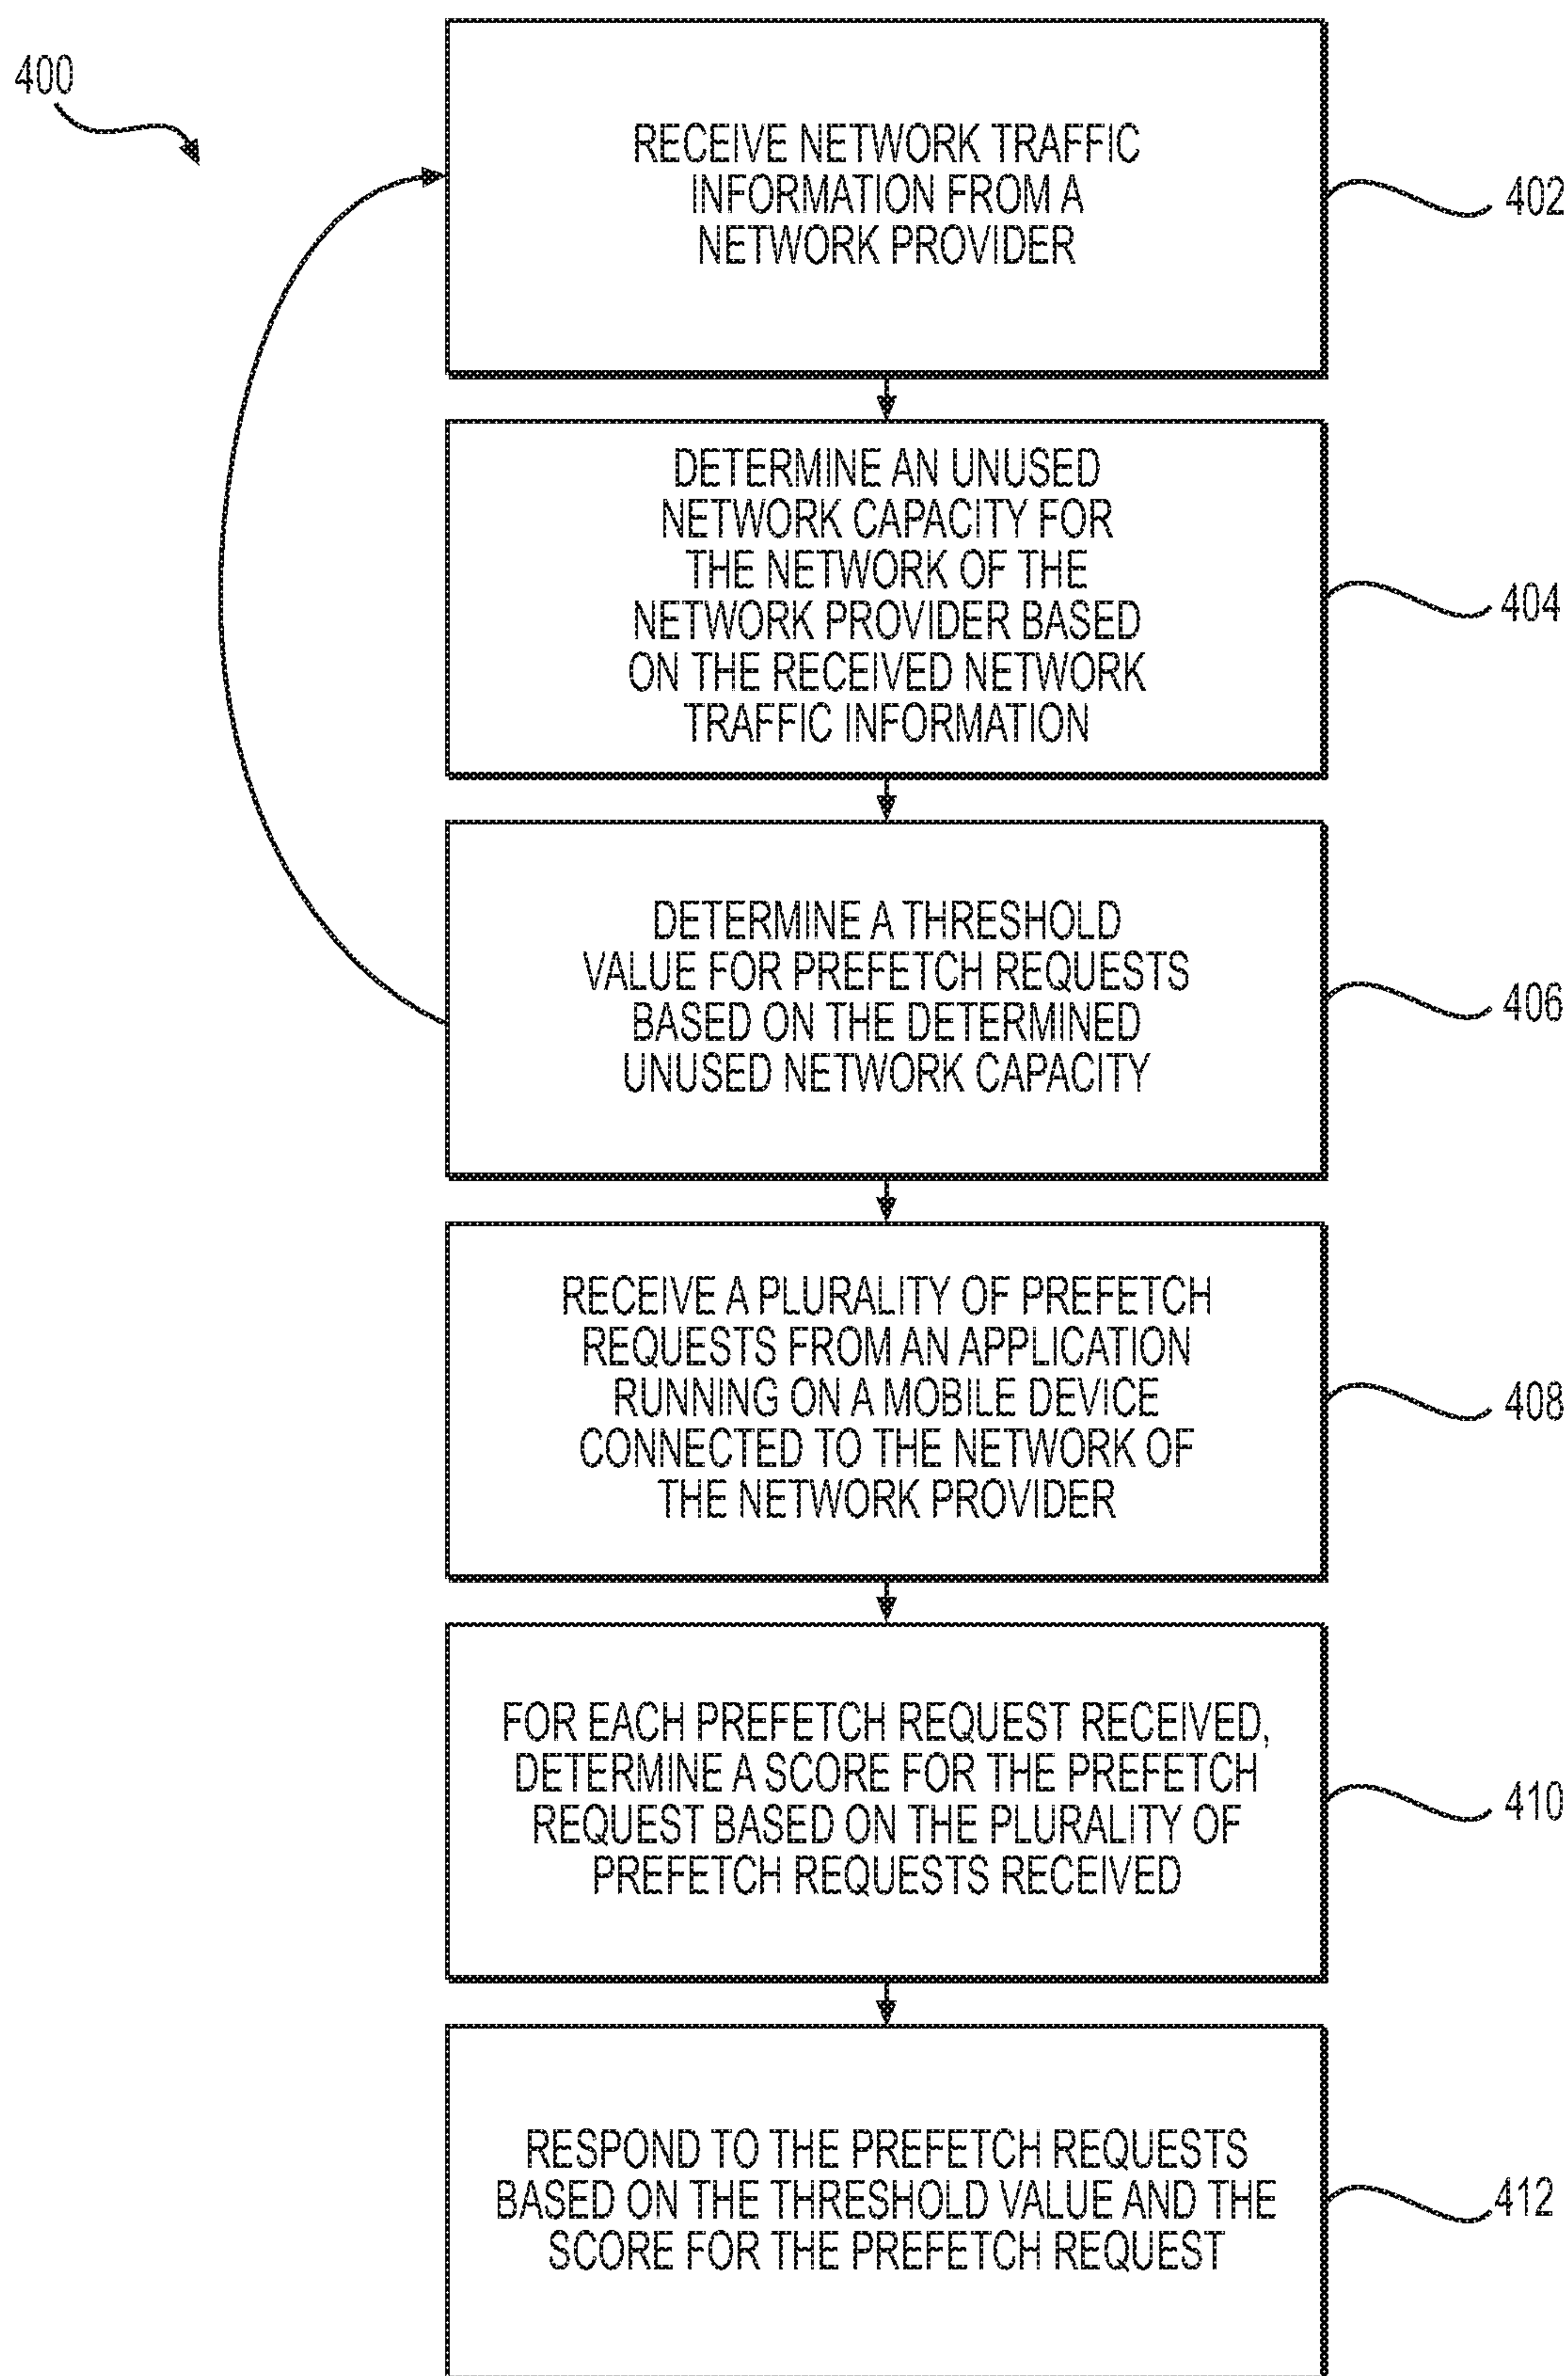 400
RECEIVE NETWORK TRAFFIC
INFORMATION FROM A
NETWORK PROVIDER
402
DETERMINE AN UNUSED
NETWORK CAPACITY FOR
THE NETWORK OF THE
NETWORK PROVIDER BASED
ON THE RECEIVED NETWORK
TRAFFIC INFORMATION
404
DETERMINE A THRESHOLD
VALUE FOR PREFETCH REQUESTS
BASED ON THE DETERMINED
UNUSED NETWORK CAPACITY
406
RECEIVE A PLURALITY OF PREFETCH
REQUESTS FROM AN APPLICATION
RUNNING ON A MOBILE DEVICE
CONNECTED TO THE NETWORK OF
THE NETWORK PROVIDER
408
FOR EACH PREFETCH REQUEST RECEIVED,
DETERMINE A SCORE FOR THE PREFETCH
REQUEST BASED ON THE PLURALITY OF
PREFETCH REQUESTS RECEIVED
410
RESPOND TO THE PREFETCH REQUESTS
BASED ON THE THRESHOLD VALUE AND THE
SCORE FOR THE PREFETCH REQUEST
412